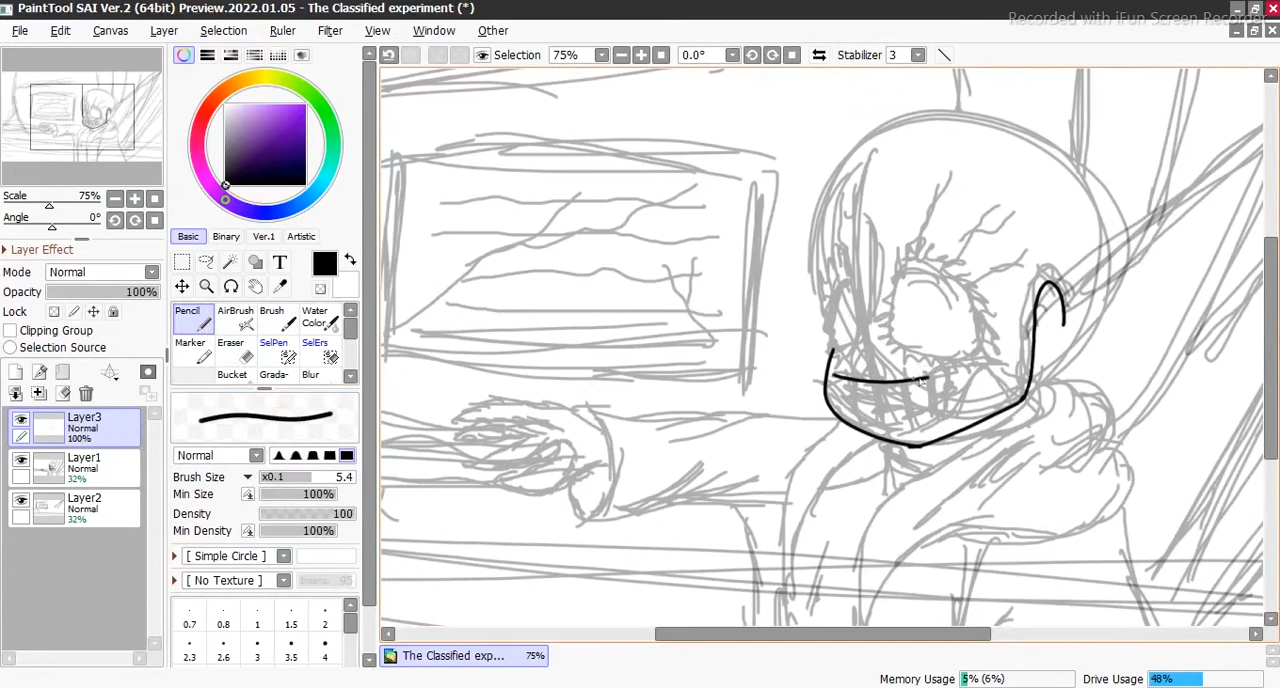 PaintTool SAI Ver.2 (64bit) Preview.2022.01.05 - The Classified experiment (*)
Recorded with iFun Screen Recorder
File Edit Canvas Layer Selection Ruler Filter View Window Other
Selection 75% 0.0° Stabilizer 3
Scale 75%
Angle 0°
Layer Effect
Mode Normal
Opacity 100%
Lock
Clipping Group
Selection Source
Layer3
Normal
100%
Layer1
Normal
32%
Layer2
Normal
32%
Basic Binary Ver.1 Artistic
T
Pencil AirBrush Brush Water Color
Marker Eraser SelPen SelErs
Bucket Grada- Blur
Normal
Brush Size x0.1 5.4
Min Size 100%
Density 100
Min Density 100%
[ Simple Circle ]
[ No Texture ] Intens. 95
0.7 0.8 1 1.5 2
2.3 2.6 3 3.5 4
The Classified exp... 75%
Memory Usage 5% (6%) Drive Usage 48%